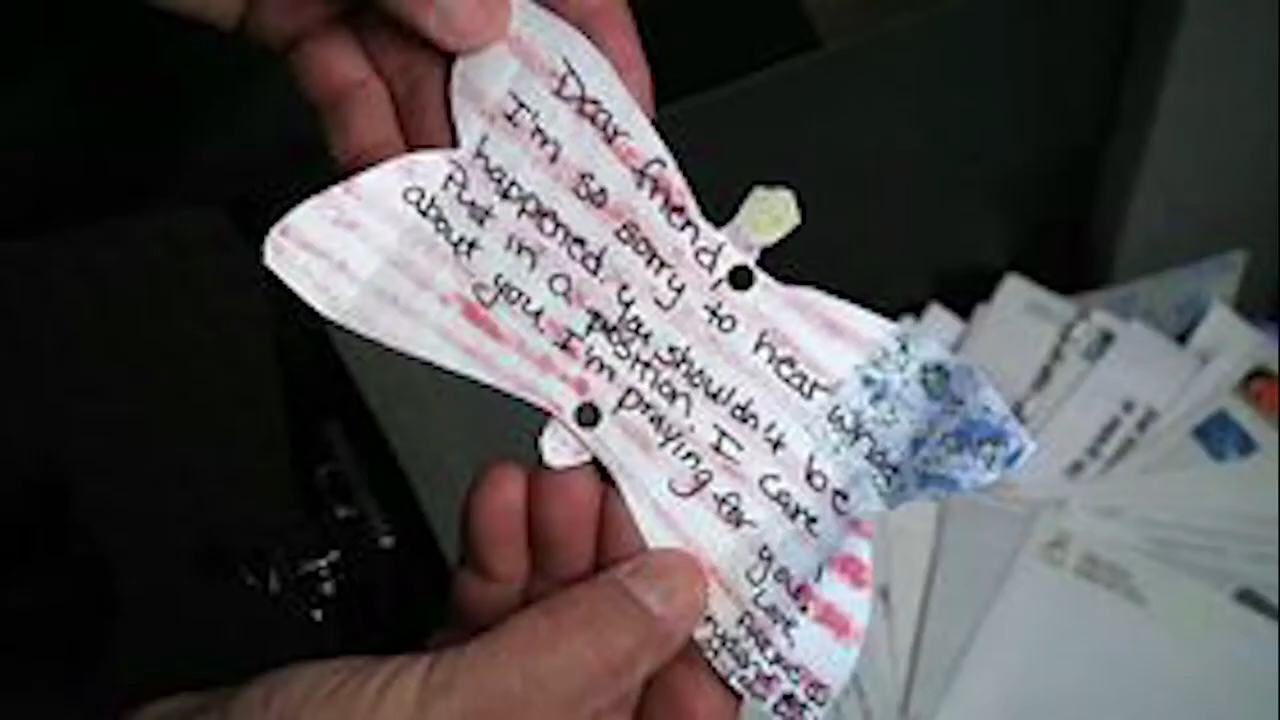 Dear friend,
I'm so sorry to hear what
happened. You shouldn't be
Put in a position. I care
about you. I'm praying for you!
Love,